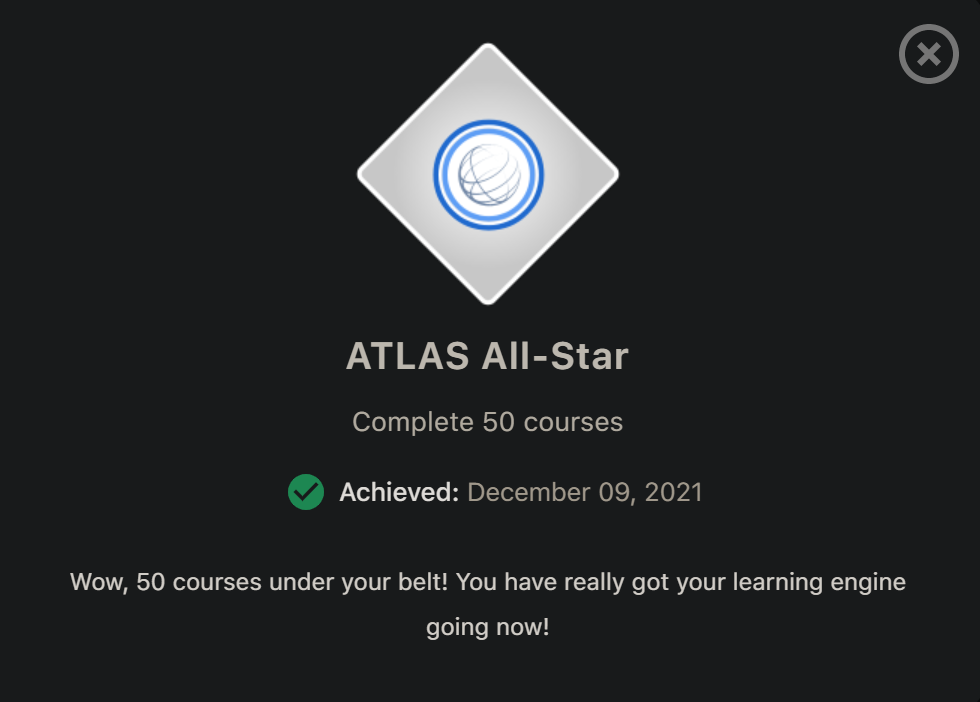 ATLAS All-Star
Complete 50 courses
Achieved: December 09, 2021
Wow, 50 courses under your belt! You have really got your learning engine
going now!